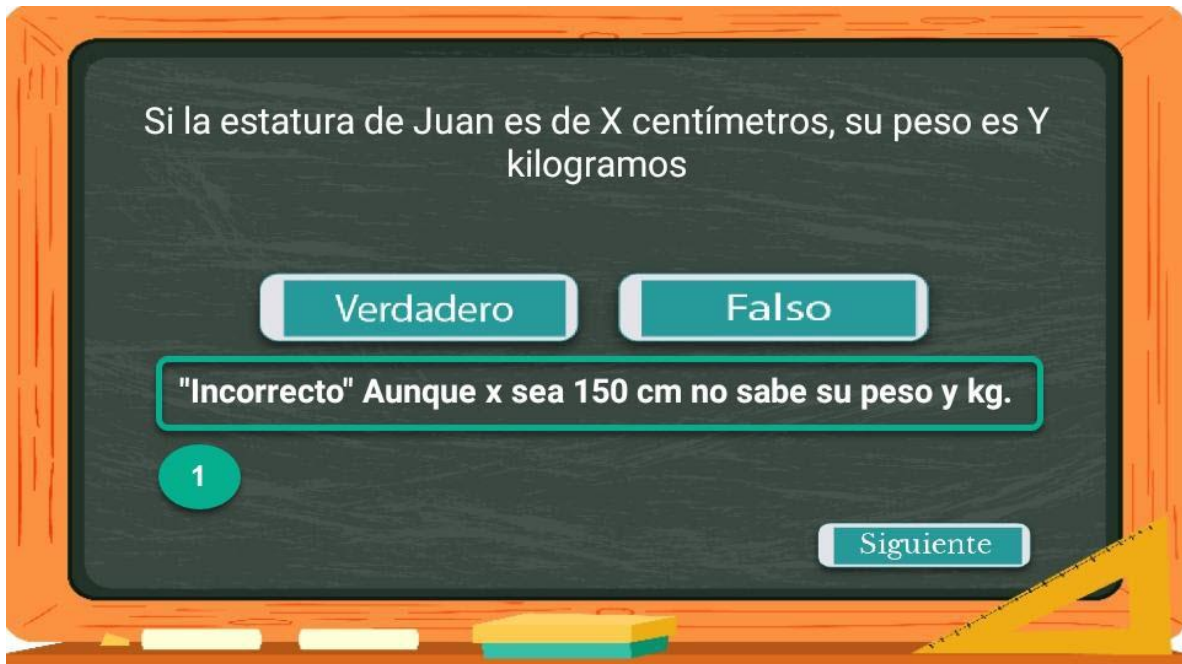 Si la estatura de Juan es de X centímetros, su peso es Y
kilogramos
Verdadero
Falso
"Incorrecto" Aunque x sea 150 cm no sabe su peso y kg.
1
Siguiente